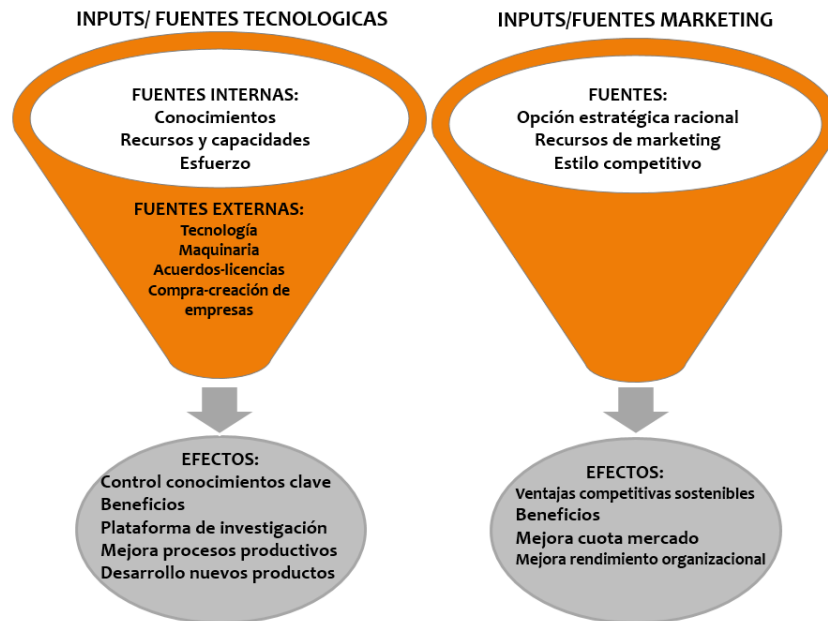 INPUTS/ FUENTES TECNOLOGICAS
FUENTES INTERNAS:
Conocimientos
Recursos y capacidades
Esfuerzo
FUENTES EXTERNAS:
Tecnología
Maquinaria
Acuerdos-licencias
Compra-creación de
empresas
EFECTOS:
Control conocimientos clave
Beneficios
Plataforma de investigación
Mejora procesos productivos
Desarrollo nuevos productos
INPUTS/FUENTES MARKETING
FUENTES:
Opción estratégica racional
Recursos de marketing
Estilo competitivo
EFECTOS:
Ventajas competitivas sostenibles
Beneficios
Mejora cuota mercado
Mejora rendimiento organizacional